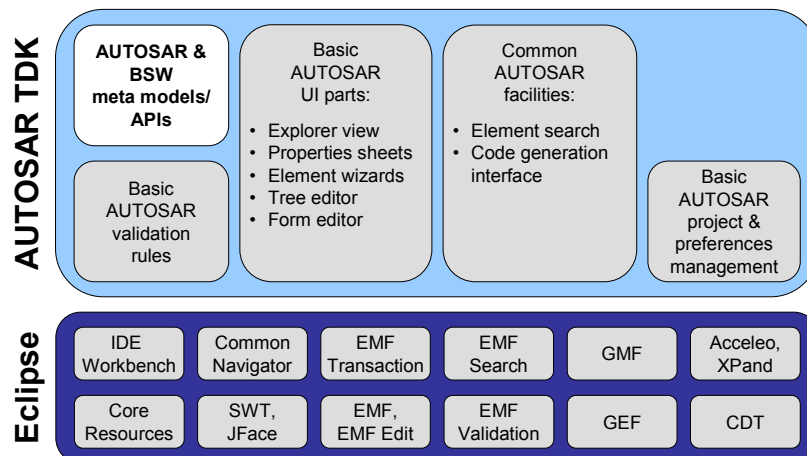 AUTOSAR TDK
AUTOSAR &
BSW
meta models/
APIs
Basic
AUTOSAR
validation
rules
Basic
AUTOSAR
UI parts:
• Explorer view
• Properties sheets
• Element wizards
• Tree editor
• Form editor
Common
AUTOSAR
facilities:
• Element search
• Code generation
interface
Basic
AUTOSAR
project &
preferences
management
Eclipse
IDE
Workbench
Common
Navigator
EMF
Transaction
EMF
Search
GMF
Acceleo,
XPand
Core
Resources
SWT,
JFace
EMF,
EMF Edit
EMF
Validation
GEF
CDT